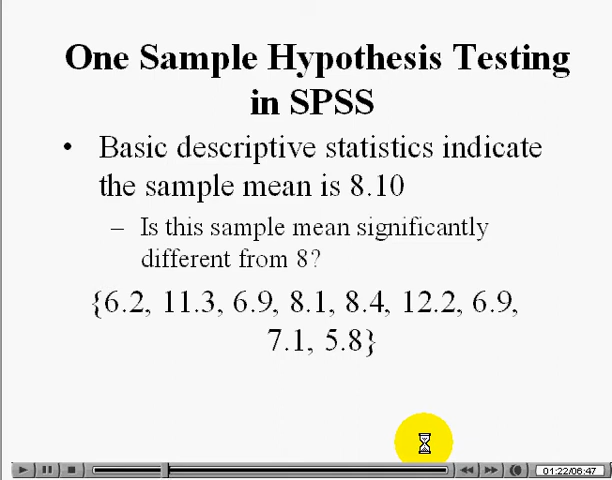 One Sample Hypothesis Testing
in SPSS
• Basic descriptive statistics indicate
the sample mean is 8.10
– Is this sample mean significantly
different from 8?
{6.2, 11.3, 6.9, 8.1, 8.4, 12.2, 6.9,
7.1, 5.8}
01:22/06:47